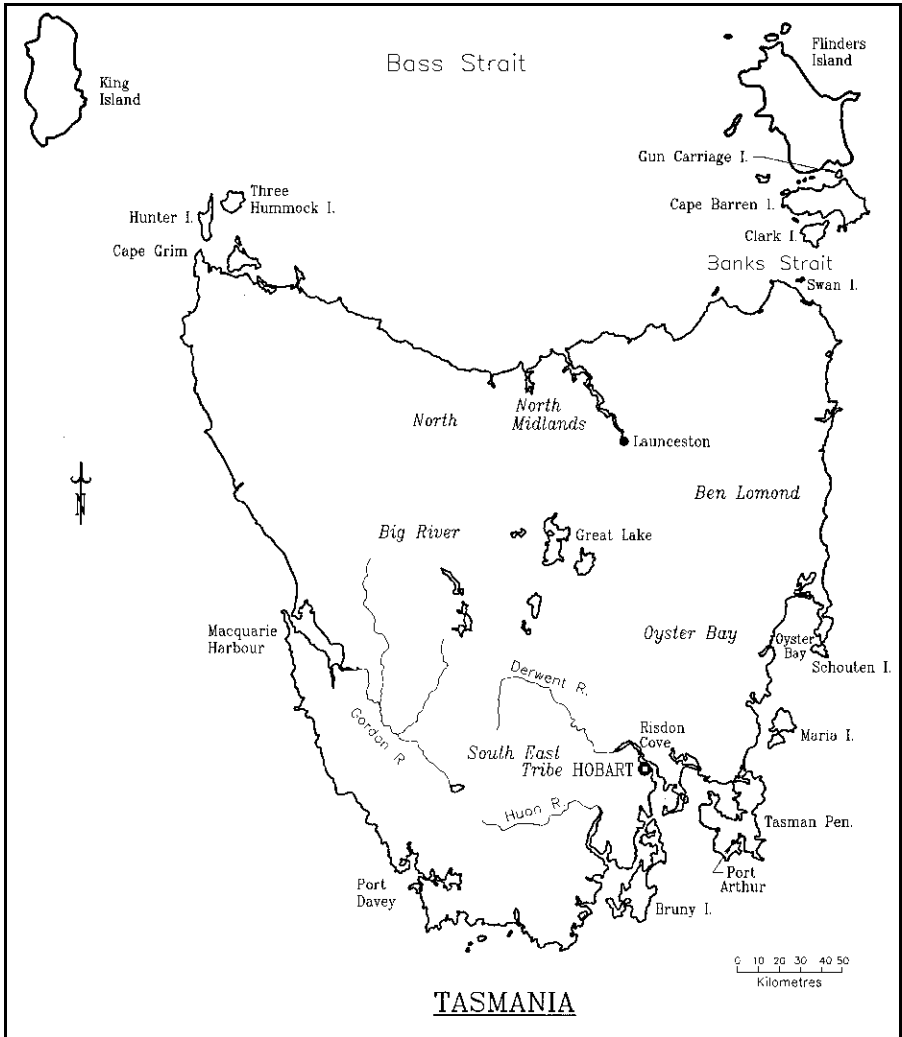 Bass Strait
Flinders
Island
King
Island
Gun Carriage I.
Three
Hummock I.
Hunter I.
Cape Barren I.
Clark I.
Cape Grim
Banks Strait
Swan I.
North
North
Midlands
Launceston
N
Ben Lomond
Big River
Great Lake
Macquarie
Harbour
Oyster Bay
Oyster
Bay
Schouten I.
Derwent R.
Gordon R
Risdon
Cove
Maria I.
South East
Tribe
HOBART
Huon R.
Tasman Pen.
Port
Arthur
Port
Davey
Bruny I.
0 10 20 30 40 50
Kilometres
TASMANIA